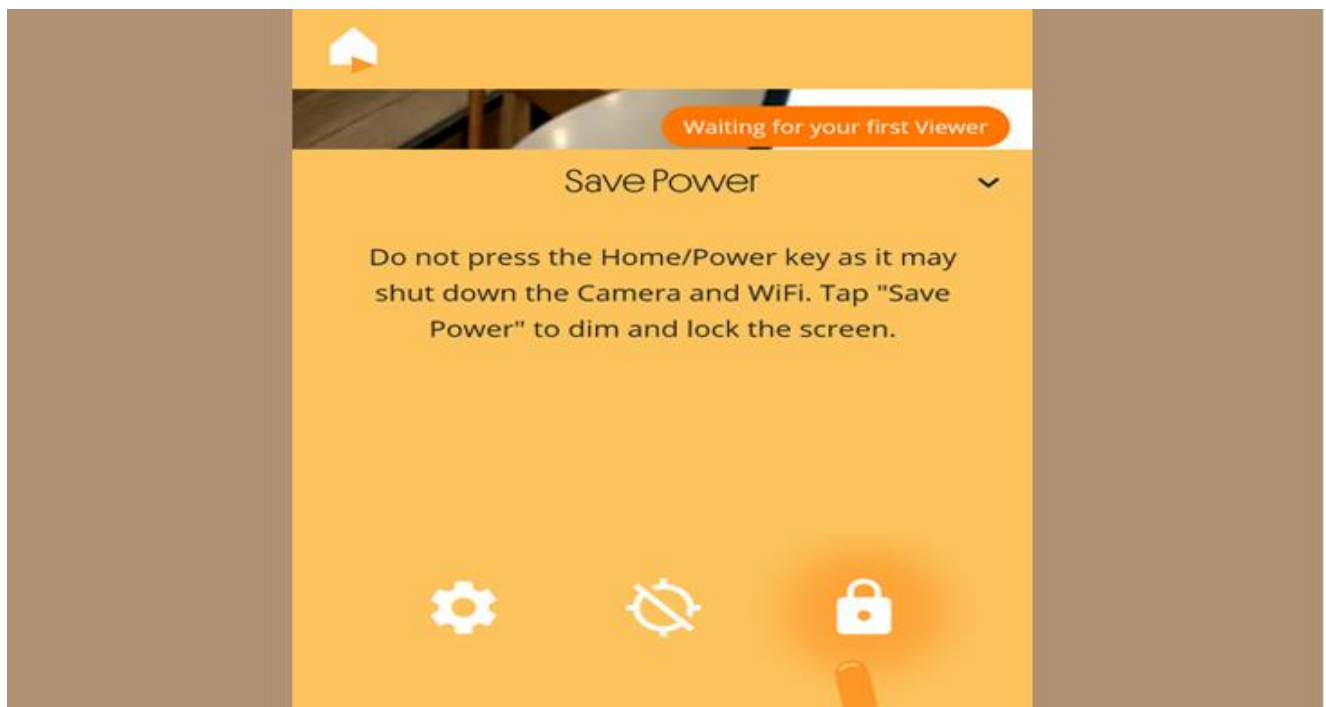 Waiting for your first Viewer
Save Power
Do not press the Home/Power key as it may
shut down the Camera and WiFi. Tap "Save
Power" to dim and lock the screen.